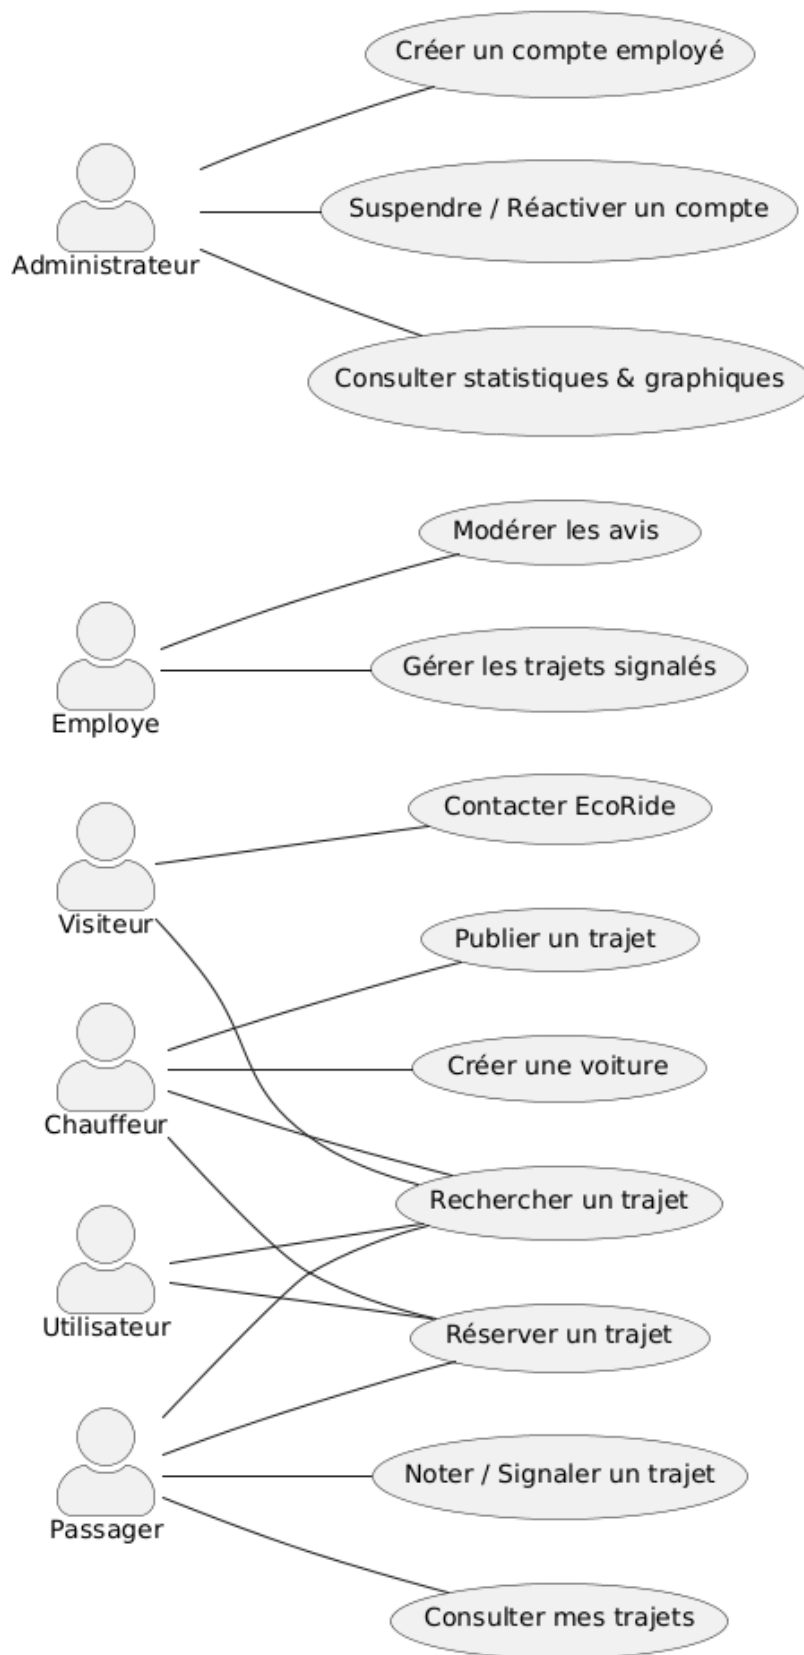 Créer un compte employé
Suspendre / Réactiver un compte
Administrateur
Consulter statistiques & graphiques
Modérer les avis
Gérer les trajets signalés
Employe
Contacter EcoRide
Visiteur
Publier un trajet
Créer une voiture
Chauffeur
Rechercher un trajet
Utilisateur
Réserver un trajet
Noter / Signaler un trajet
Passager
Consulter mes trajets